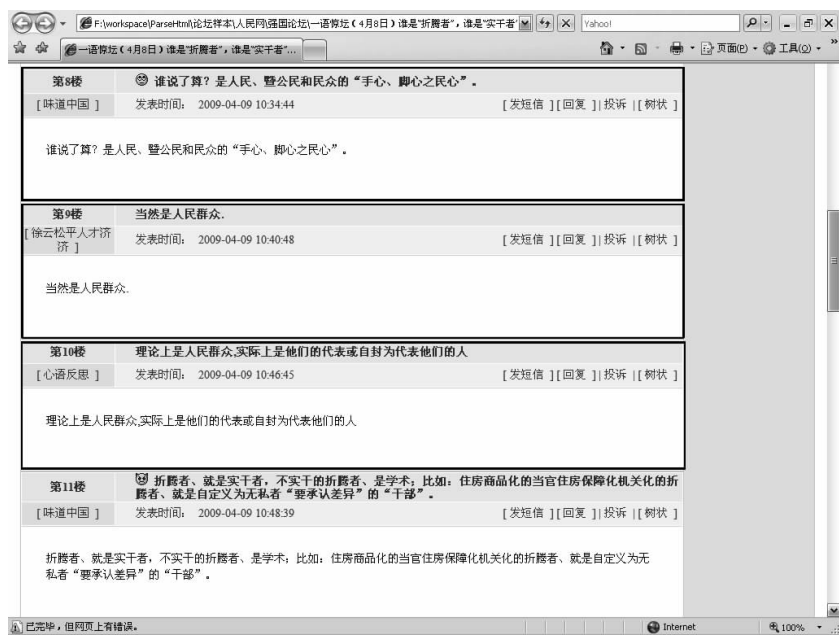 F:\workspace\ParseHtml\论坛样本\人民网\强国论坛\一语惊坛(4月8日)谁是"折腾者",谁是"实干者"
Yahoo!
一语惊坛(4月8日)谁是"折腾者",谁是"实干者"...
页面(P)
工具(O)
第8楼
谁说了算?是人民、暨公民和民众的“手心、脚心之民心”。
[ 味道中国 ]
发表时间: 2009-04-09 10:34:44
[ 发短信 ][ 回复 ]| 投诉 |[ 树状 ]
谁说了算?是人民、暨公民和民众的“手心、脚心之民心”。
第9楼
当然是人民群众.
[ 徐云松平人才济
济 ]
发表时间: 2009-04-09 10:40:48
[ 发短信 ][ 回复 ]| 投诉 |[ 树状 ]
当然是人民群众.
第10楼
理论上是人民群众,实际上是他们的代表或自封为代表他们的人
[ 心语反思 ]
发表时间: 2009-04-09 10:46:45
[ 发短信 ][ 回复 ]| 投诉 |[ 树状 ]
理论上是人民群众,实际上是他们的代表或自封为代表他们的人
第11楼
折腾者、就是实干者,不实干的折腾者、是学术;比如:住房商品化的当官住房保障化机关化的折
腾者、就是自定义为无私者“要承认差异”的“干部”。
[ 味道中国 ]
发表时间: 2009-04-09 10:48:39
[ 发短信 ][ 回复 ]| 投诉 |[ 树状 ]
折腾者、就是实干者,不实干的折腾者、是学术;比如:住房商品化的当官住房保障化机关化的折腾者、就是自定义为无
私者“要承认差异”的“干部”。
已完毕,但网页上有错误。
Internet
100%